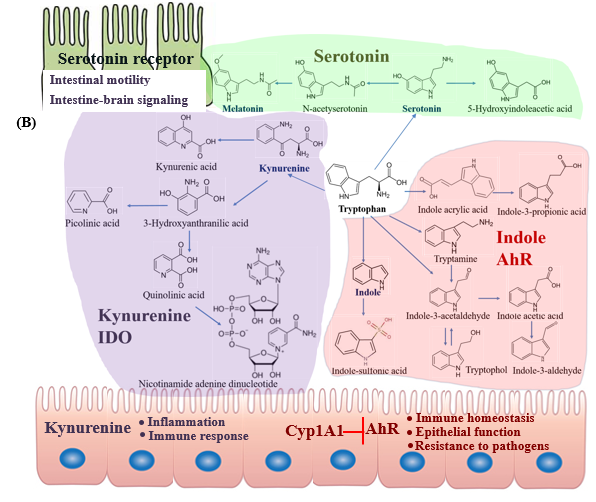 Serotonin receptor
Intestinal motility
Intestine-brain signaling
(B)
Serotonin
Melatonin
N-acetyserotonin
Serotonin
5-Hydroxyindoleacetic acid
Kynurenic acid
Kynurenine
Tryptophan
Indole acrylic acid
Indole-3-propionic acid
Picolinic acid
3-Hydroxyanthranilic acid
Indole
AhR
Tryptamine
Indole
Quinolinic acid
Indole-3-acetaldehyde
Indole acetic acid
Kynurenine
IDO
Indole-sultonic acid
Tryptophol
Indole-3-aldehyde
Nicotinamide adenine dinucleotide
Kynurenine
• Inflammation
• Immune response
Cyp1A1
AhR
• Immune homeostasis
• Epithelial function
• Resistance to pathogens